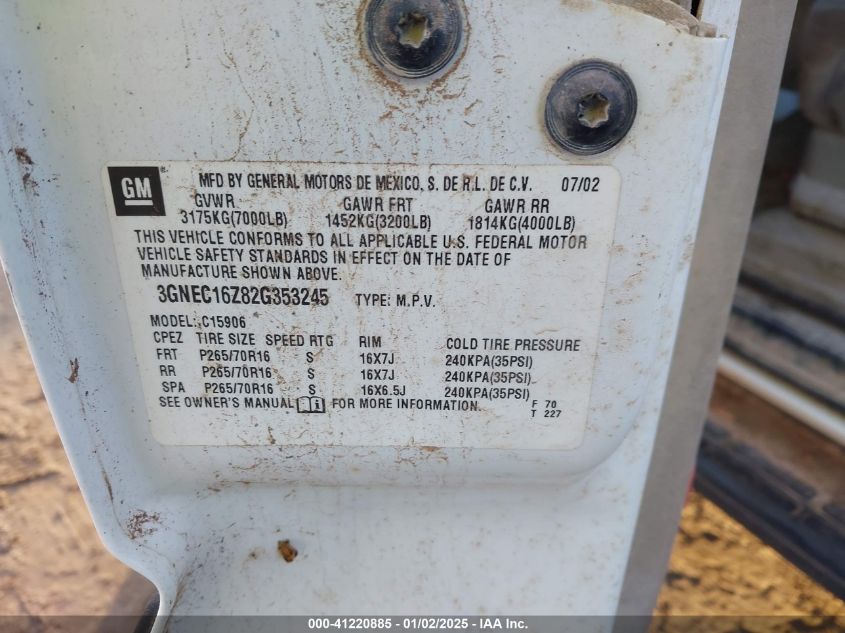 GM
MFD BY GENERAL MOTORS DE MEXICO, S. DE R.L. DE C.V. 07/02
GVWR GAWR FRT GAWR RR
3175KG(7000LB) 1452KG(3200LB) 1814KG(4000LB)
THIS VEHICLE CONFORMS TO ALL APPLICABLE U.S. FEDERAL MOTOR
VEHICLE SAFETY STANDARDS IN EFFECT ON THE DATE OF
MANUFACTURE SHOWN ABOVE.
3GNEC16Z82G353245 TYPE: M.P.V.
MODEL: C15906
CPEZ TIRE SIZE SPEED RTG RIM COLD TIRE PRESSURE
FRT P265/70R16 S 16X7J 240KPA(35PSI)
RR P265/70R16 S 16X7J 240KPA(35PSI)
SPA P265/70R16 S 16X6.5J 240KPA(35PSI)
SEE OWNER'S MANUAL FOR MORE INFORMATION.
F 70
T 227
000-41220885 - 01/02/2025 - IAA Inc.